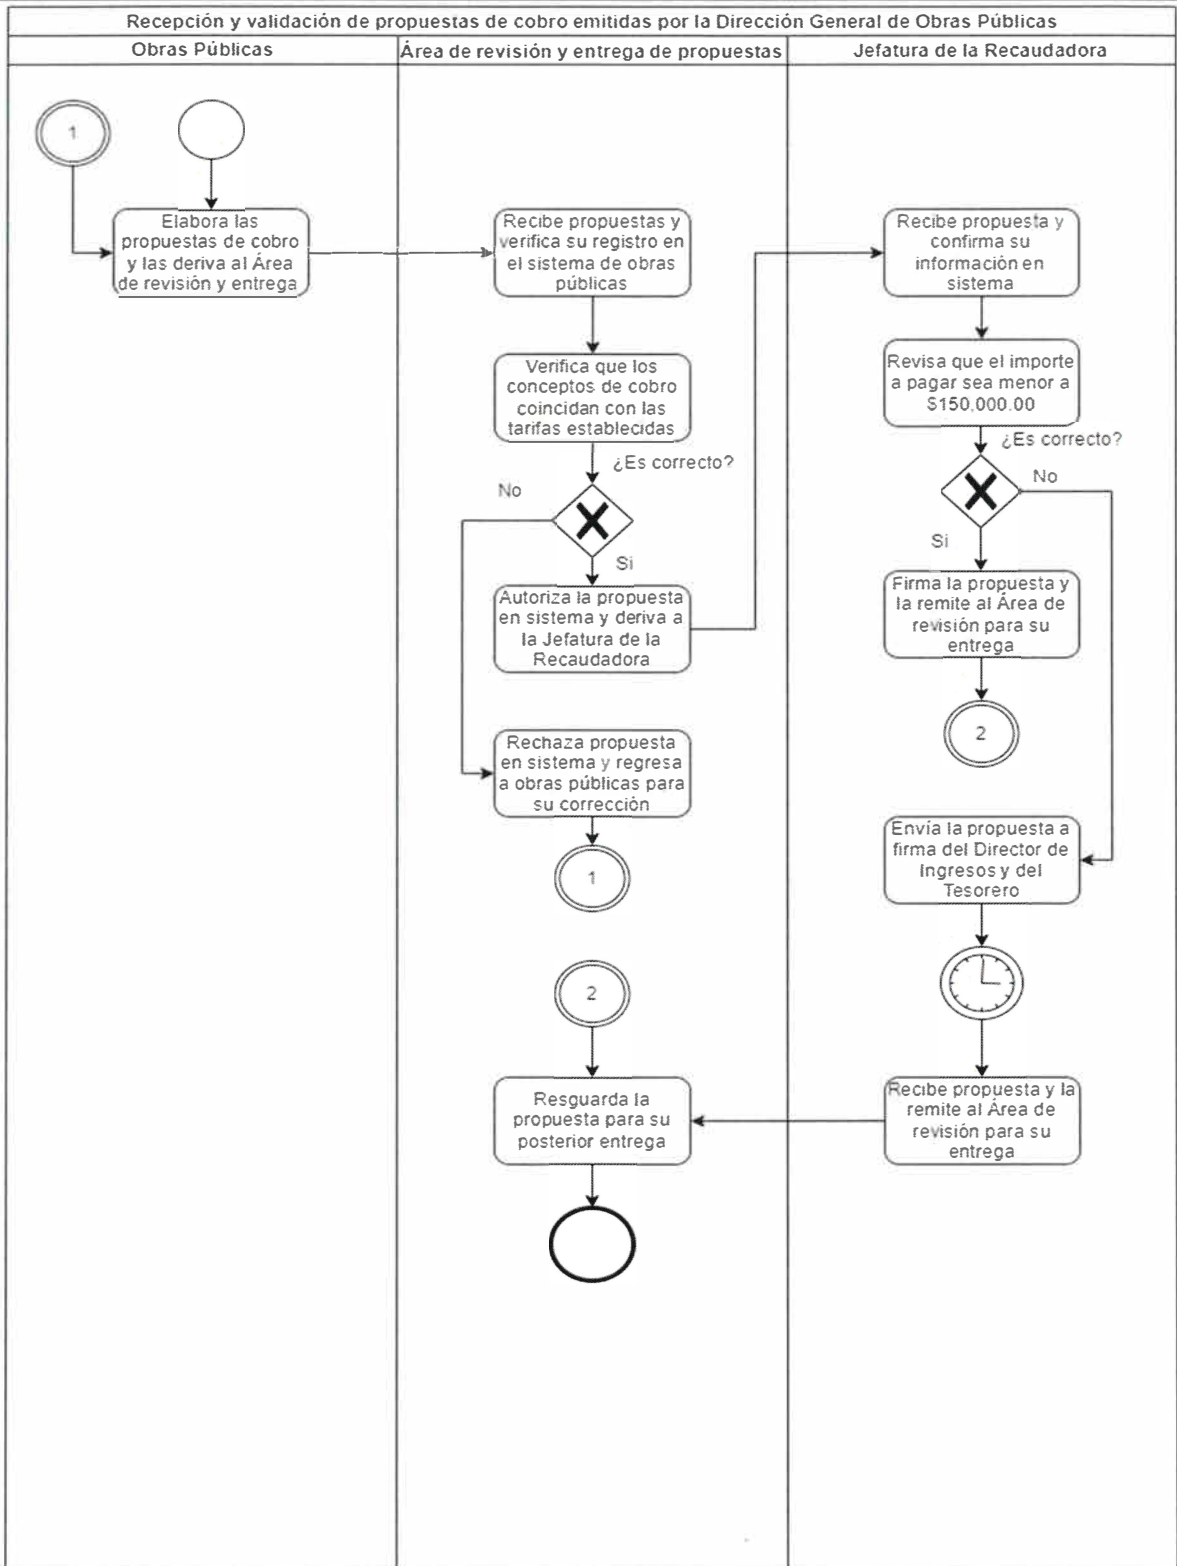 Recepción y validación de propuestas de cobro emitidas por la Dirección General de Obras Públicas
Obras Públicas
Área de revisión y entrega de propuestas
Jefatura de la Recaudadora
1
Elabora las
propuestas de cobro
y las deriva al Área
de revisión y entrega
Recibe propuestas y
verifica su registro en
el sistema de obras
públicas
Verifica que los
conceptos de cobro
coincidan con las
tarifas establecidas
¿Es correcto?
No
Si
Autoriza la propuesta
en sistema y deriva a
la Jefatura de la
Recaudadora
Rechaza propuesta
en sistema y regresa
a obras públicas para
su corrección
1
2
Resguarda la
propuesta para su
posterior entrega
Recibe propuesta y
confirma su
información en
sistema
Revisa que el importe
a pagar sea menor a
$150,000.00
¿Es correcto?
No
Si
Firma la propuesta y
la remite al Área de
revisión para su
entrega
2
Envía la propuesta a
firma del Director de
Ingresos y del
Tesorero
Recibe propuesta y la
remite al Área de
revisión para su
entrega